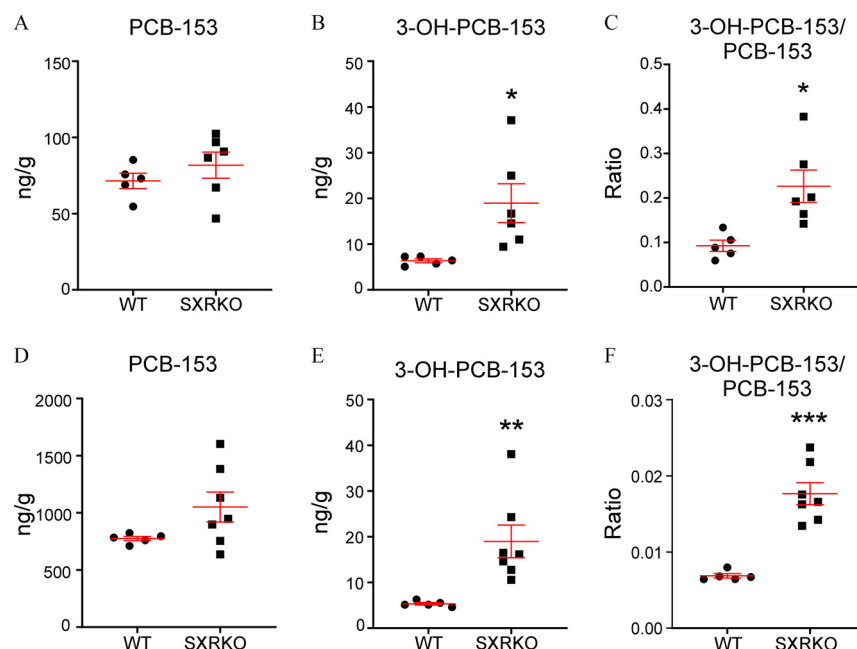 A
PCB-153
ng/g
150
100
50
0
WT
SXRKO
B
3-OH-PCB-153
*
ng/g
50
40
30
20
10
0
WT
SXRKO
C
3-OH-PCB-153/
PCB-153
*
Ratio
0.5
0.4
0.3
0.2
0.1
0.0
WT
SXRKO
D
PCB-153
ng/g
2000
1500
1000
500
0
WT
SXRKO
E
3-OH-PCB-153
**
ng/g
50
40
30
20
10
0
WT
SXRKO
F
3-OH-PCB-153/
PCB-153
***
Ratio
0.03
0.02
0.01
0.00
WT
SXRKO